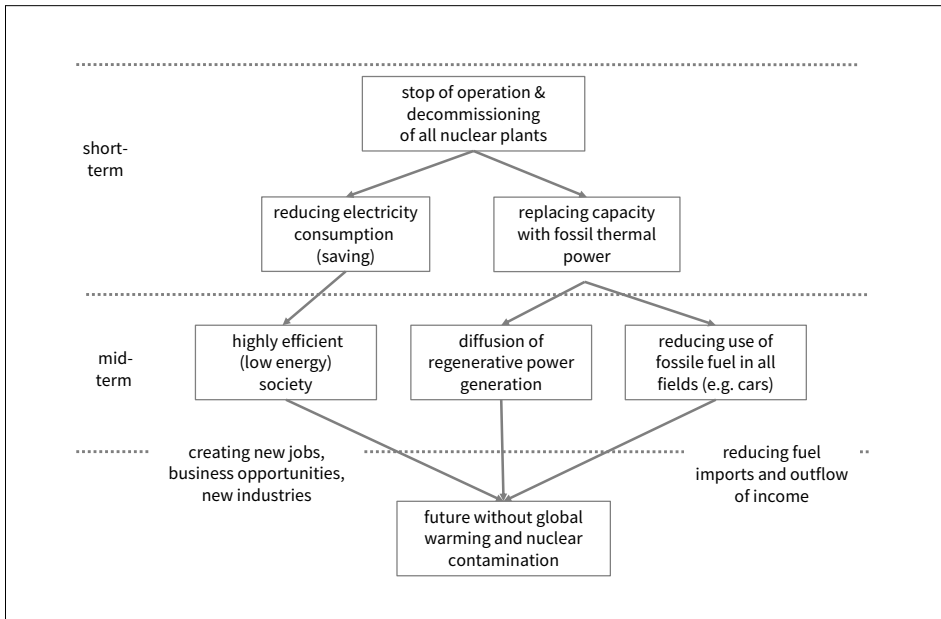 stop of operation &
decommissioning
of all nuclear plants
short-
term
reducing electricity
consumption
(saving)
replacing capacity
with fossil thermal
power
mid-
term
highly efficient
(low energy)
society
diffusion of
regenerative power
generation
reducing use of
fossile fuel in all
fields (e.g. cars)
creating new jobs,
business opportunities,
new industries
reducing fuel
imports and outflow
of income
future without global
warming and nuclear
contamination